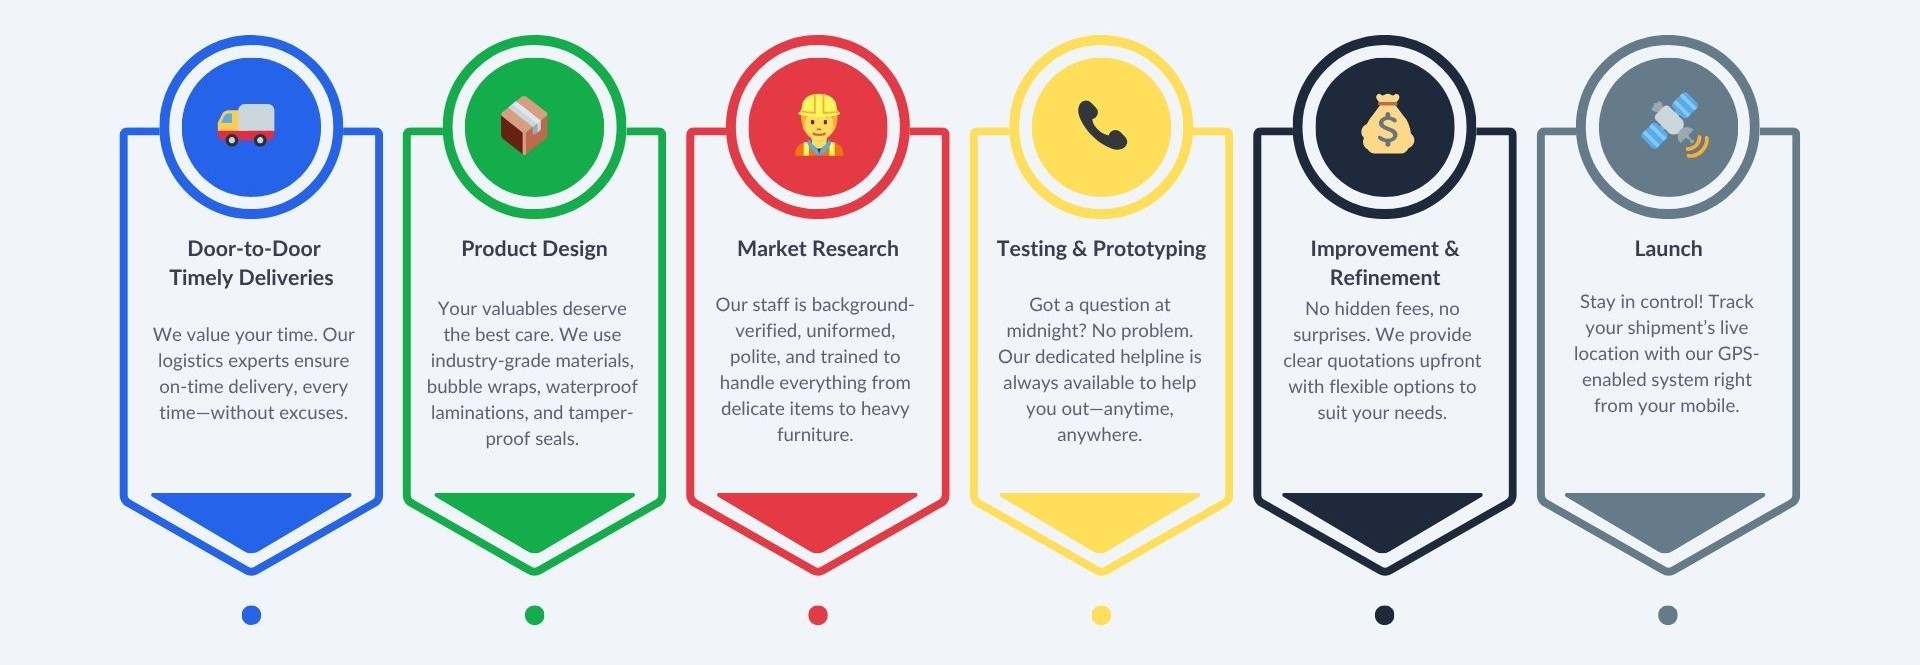 Door-to-Door
Timely Deliveries
We value your time. Our
logistics experts ensure
on-time delivery, every
time—without excuses.
Product Design
Your valuables deserve
the best care. We use
industry-grade materials,
bubble wraps, waterproof
laminations, and tamper-
proof seals.
Market Research
Our staff is background-
verified, uniformed,
polite, and trained to
handle everything from
delicate items to heavy
furniture.
Testing & Prototyping
Got a question at
midnight? No problem.
Our dedicated helpline is
always available to help
you out—anytime,
anywhere.
$
Improvement &
Refinement
No hidden fees, no
surprises. We provide
clear quotations upfront
with flexible options to
suit your needs.
Launch
Stay in control! Track
your shipment’s live
location with our GPS-
enabled system right
from your mobile.